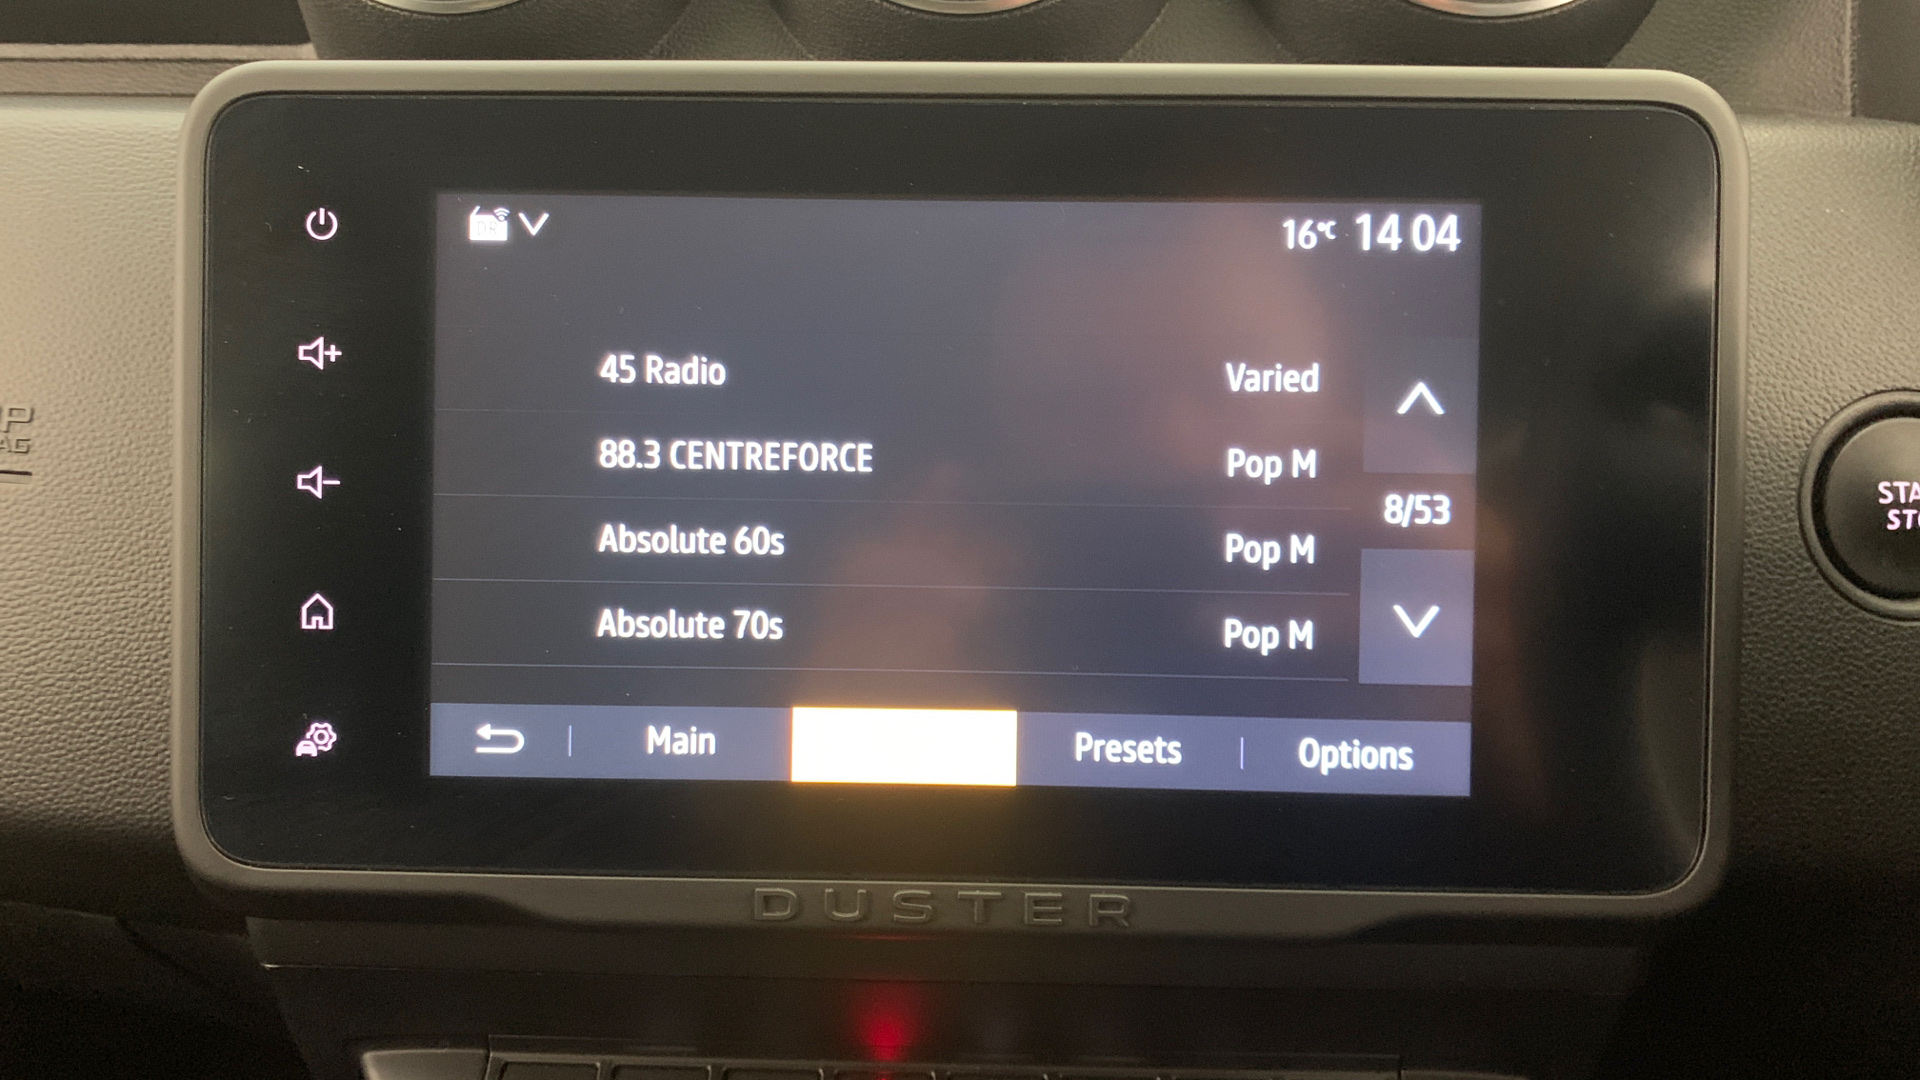 16°C 14 04
45 Radio Varied
88.3 CENTREFORCE Pop M
8/53
Absolute 60s Pop M
Absolute 70s Pop M
Main Presets Options
DUSTER